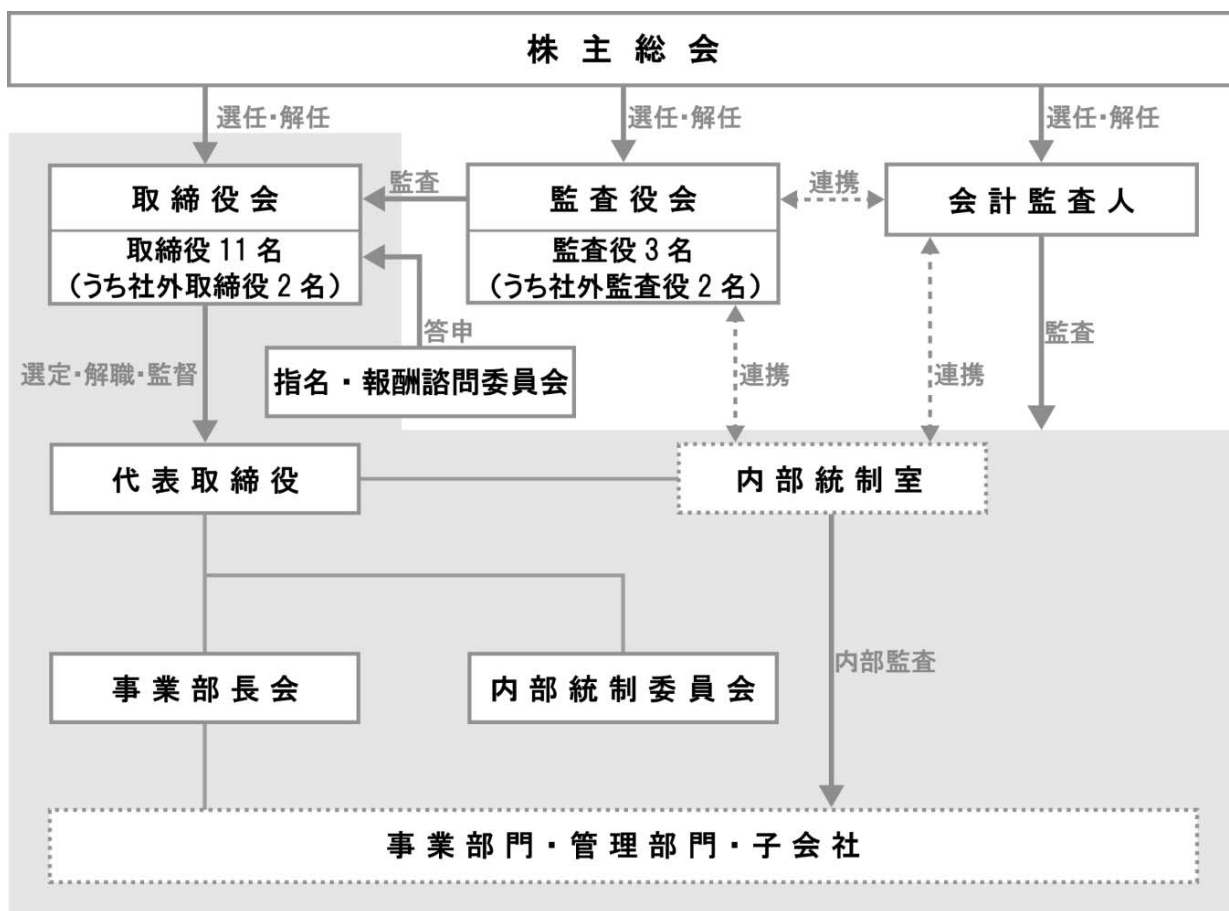 株主総会
選任・解任
選任・解任
選任・解任
取締役会
監査
監査役会
連携
会計監査人
取締役11名
(うち社外取締役2名)
監査役3名
(うち社外監査役2名)
答申
監査
選定・解職・監督
指名・報酬諮問委員会
連携
連携
代表取締役
内部統制室
内部監査
事業部長会
内部統制委員会
事業部門・管理部門・子会社